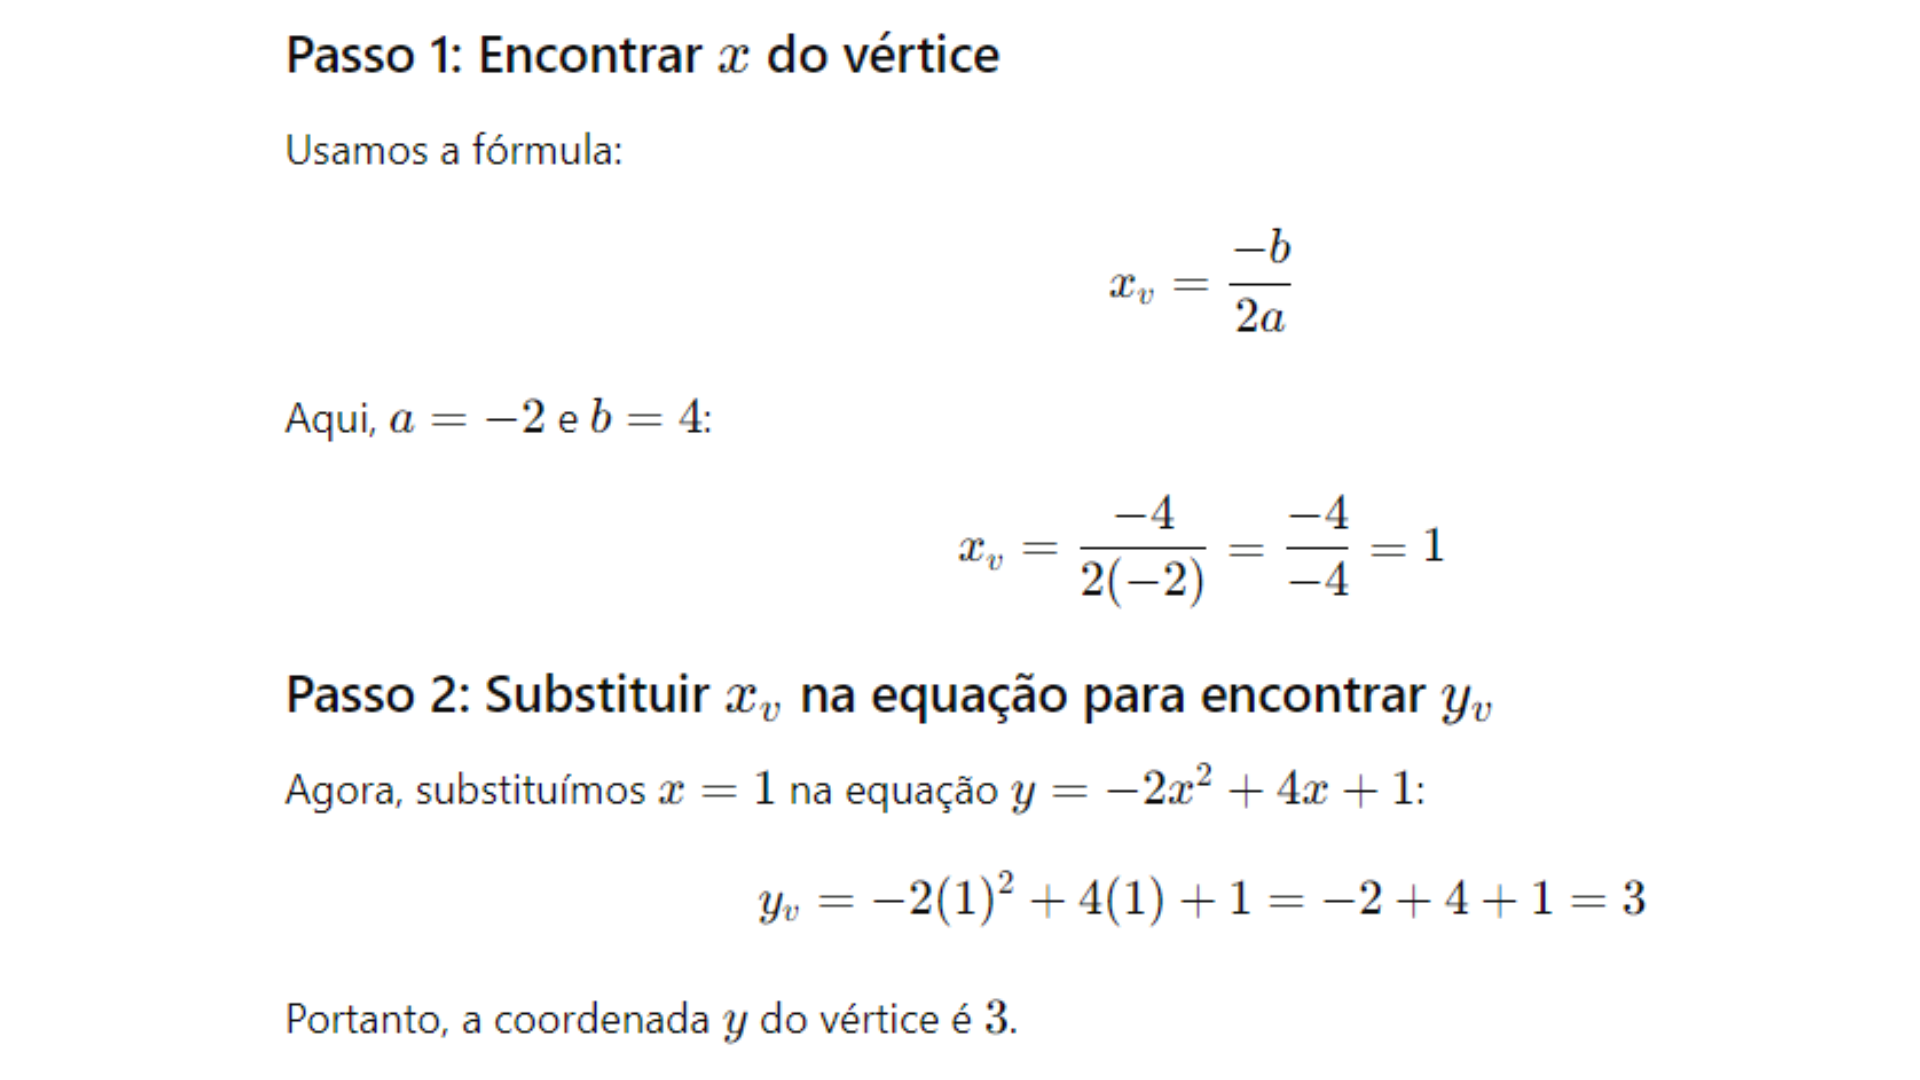 Passo 1: Encontrar x do vértice
Usamos a fórmula:
x_v = \frac{-b}{2a}
Aqui, a = −2 e b = 4:
x_v = \frac{-4}{2(-2)} = \frac{-4}{-4} = 1
Passo 2: Substituir x_v na equação para encontrar y_v
Agora, substituímos x = 1 na equação y = −2x² + 4x + 1:
y_v = −2(1)² + 4(1) + 1 = −2 + 4 + 1 = 3
Portanto, a coordenada y do vértice é 3.